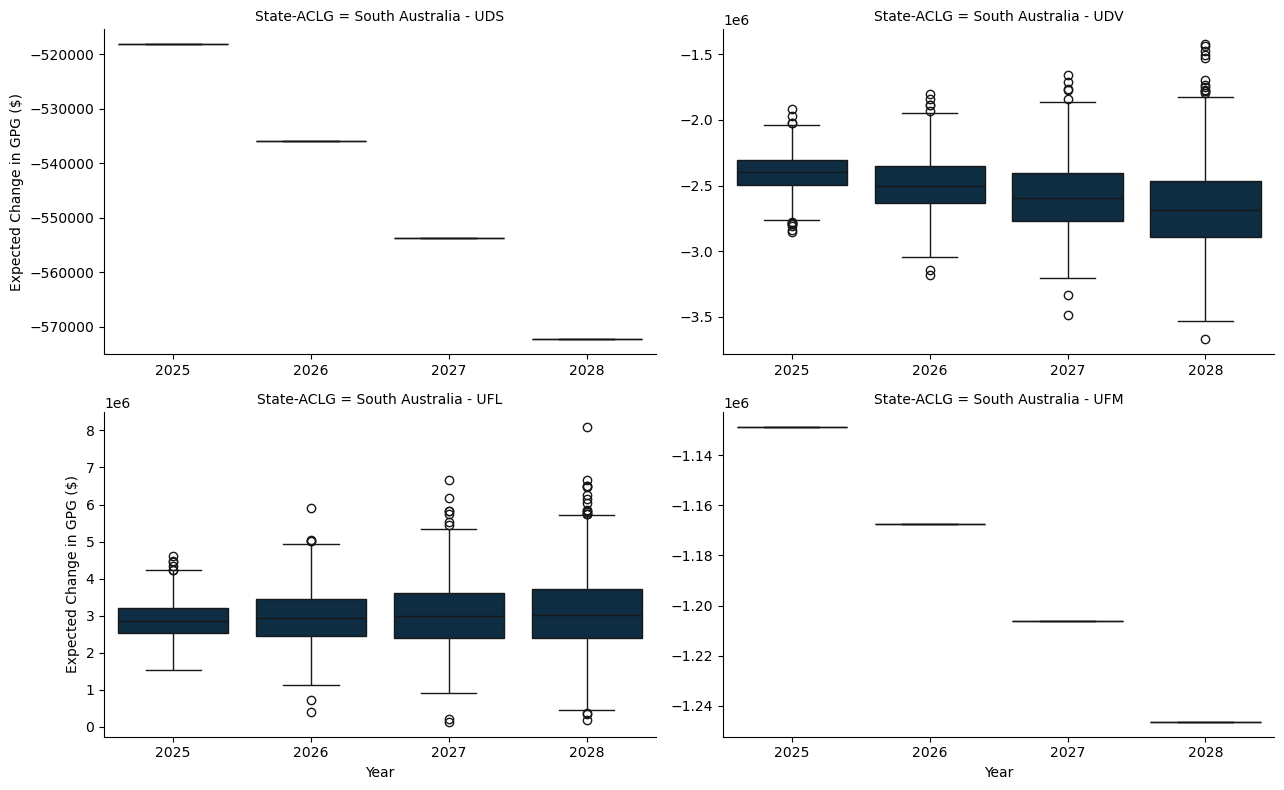 State-ACLG = South Australia - UDS
Expected Change in GPG ($)
−520000
−530000
−540000
−550000
−560000
−570000
2025 2026 2027 2028
State-ACLG = South Australia - UDV
1e6
−1.5
−2.0
−2.5
−3.0
−3.5
2025 2026 2027 2028
State-ACLG = South Australia - UFL
1e6
Expected Change in GPG ($)
8
7
6
5
4
3
2
1
0
2025 2026 2027 2028
Year
State-ACLG = South Australia - UFM
1e6
−1.14
−1.16
−1.18
−1.20
−1.22
−1.24
2025 2026 2027 2028
Year